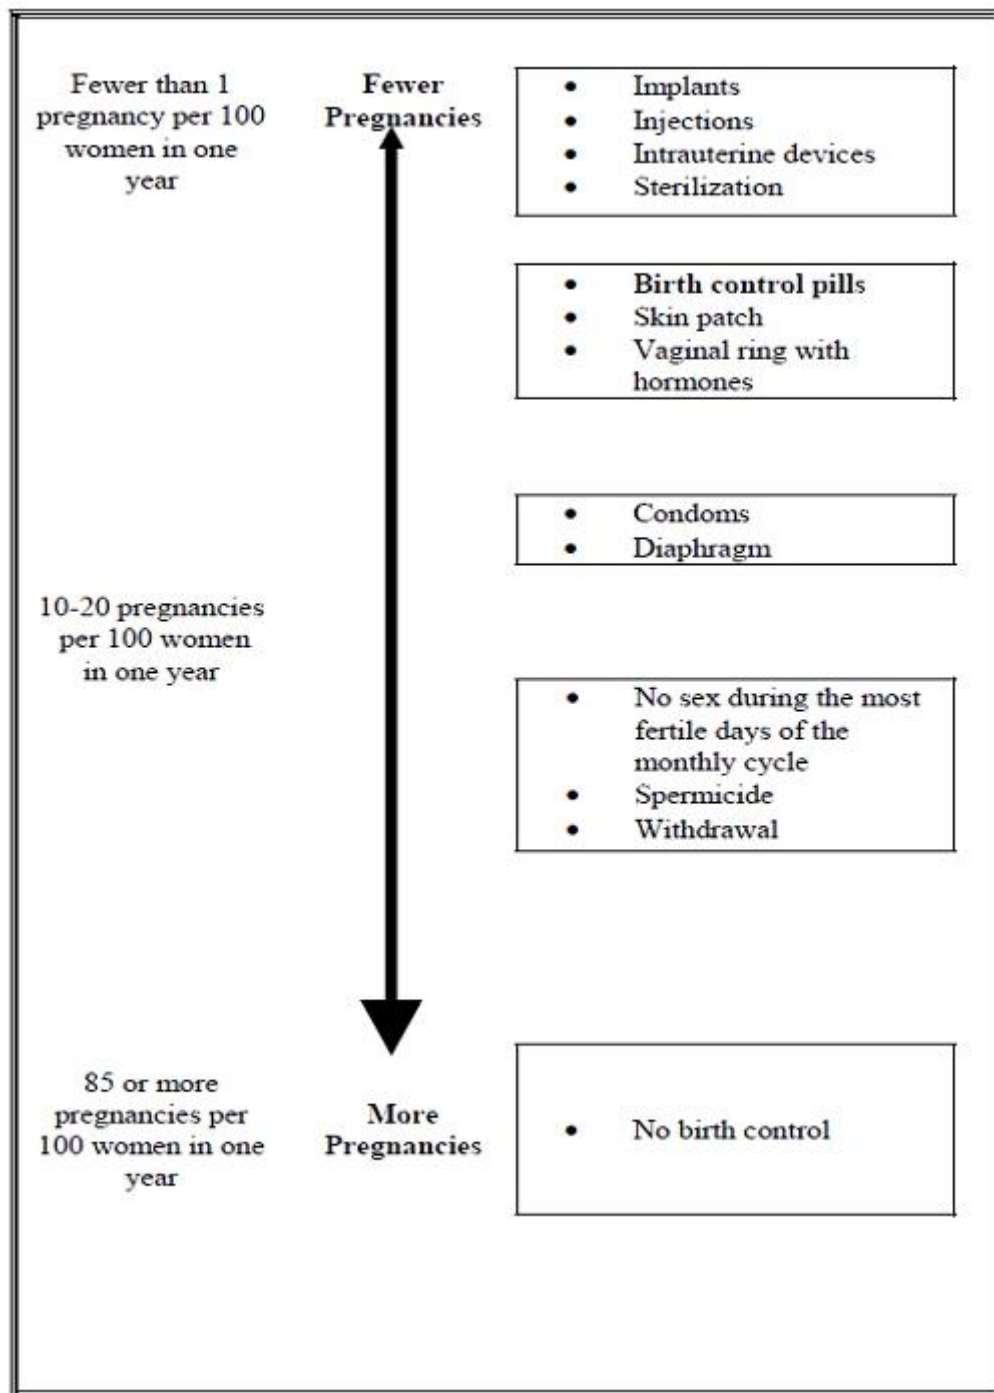 Fewer than 1
pregnancy per 100
women in one
year
Fewer
Pregnancies
• Implants
• Injections
• Intrauterine devices
• Sterilization
• Birth control pills
• Skin patch
• Vaginal ring with
hormones
• Condoms
• Diaphragm
10-20 pregnancies
per 100 women
in one year
• No sex during the most
fertile days of the
monthly cycle
• Spermicide
• Withdrawal
85 or more
pregnancies per
100 women in one
year
More
Pregnancies
• No birth control